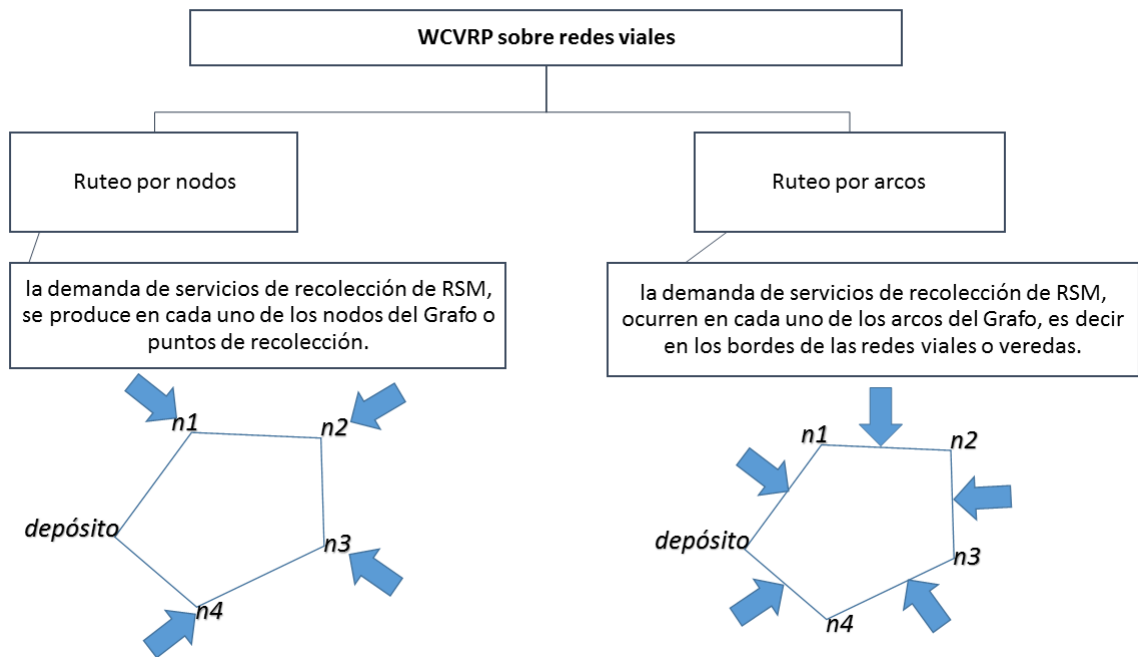 WCVRP sobre redes viales
Ruteo por nodos
Ruteo por arcos
la demanda de servicios de recolección de RSM,
se produce en cada uno de los nodos del Grafo o
puntos de recolección.
la demanda de servicios de recolección de RSM,
ocurren en cada uno de los arcos del Grafo, es decir
en los bordes de las redes viales o veredas.
n1
n2
depósito
n3
n4
n1
n2
depósito
n3
n4